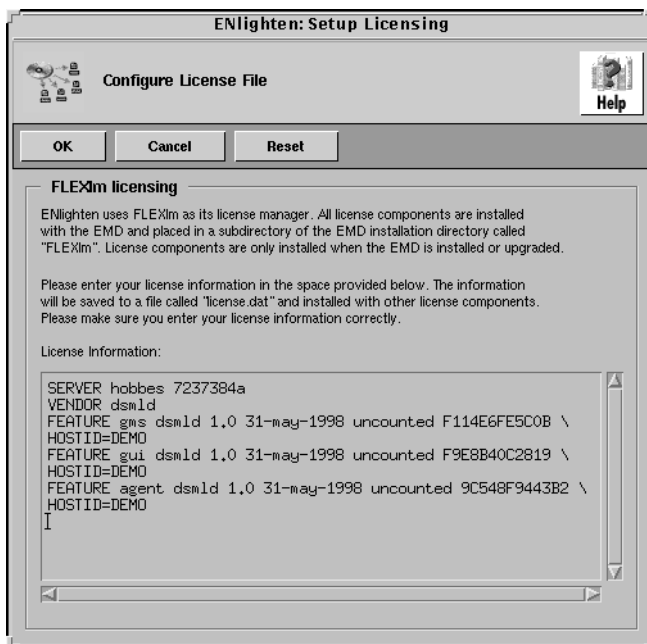 ENlighten: Setup Licensing
Configure License File
Help
OK Cancel Reset
FLEXlm licensing
ENlighten uses FLEXlm as its license manager. All license components are installed
with the EMD and placed in a subdirectory of the EMD installation directory called
"FLEXlm". License components are only installed when the EMD is installed or upgraded.
Please enter your license information in the space provided below. The information
will be saved to a file called "license.dat" and installed with other license components.
Please make sure you enter your license information correctly.
License Information:
SERVER hobbes 7237384a
VENDOR dsmld
FEATURE gms dsmld 1.0 31-may-1998 uncounted F114E6FE5C0B \
HOSTID=DEMO
FEATURE gui dsmld 1.0 31-may-1998 uncounted F9E8B40C2819 \
HOSTID=DEMO
FEATURE agent dsmld 1.0 31-may-1998 uncounted 9C548F9443B2 \
HOSTID=DEMO